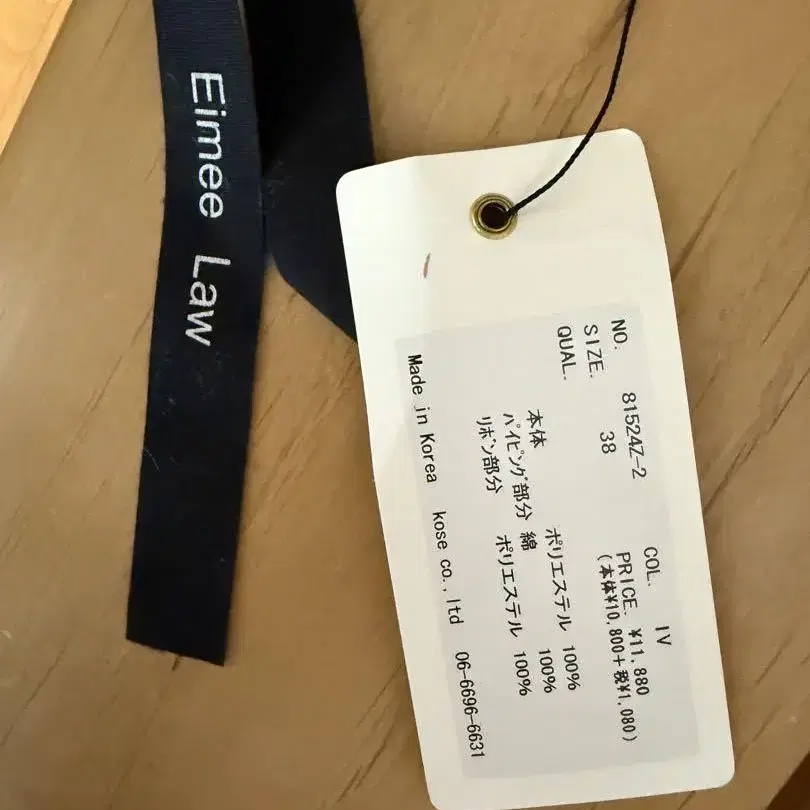 Eimee Law
NO. 81524Z-2 COL. IV
SIZE. 38 PRICE. ¥11,880
QUAL. (本体¥10,800+税¥1,080)
本体 ポリエステル 100%
パイピング部分 綿 100%
リボン部分 ポリエステル 100%
Made in Korea kose co.,ltd 06-6696-6631